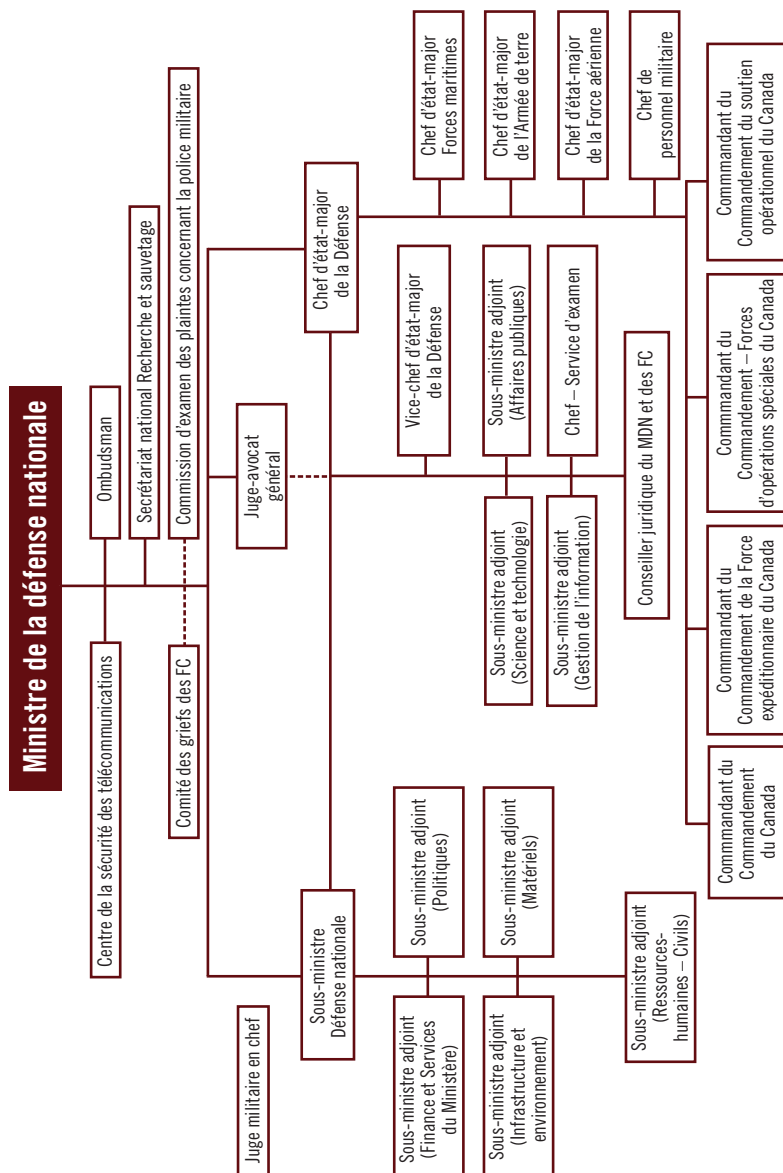 Ministre de la défense nationale
Centre de la sécurité des télécommunications
Ombudsman
Secrétariat national Recherche et sauvetage
Comité des griefs des FC
Commission d'examen des plaintes concernant la police militaire
Juge militaire en chef
Juge-avocat
général
Sous-ministre
Défense nationale
Chef d'état-major
de la Défense
Sous-ministre adjoint
(Finance et Services
du Ministère)
Sous-ministre adjoint
(Politiques)
Sous-ministre adjoint
(Infrastructure et
environnement)
Sous-ministre adjoint
(Matériels)
Sous-ministre adjoint
(Ressources-
humaines – Civils)
Vice-chef d'état-major
de la Défense
Sous-ministre adjoint
(Science et technologie)
Sous-ministre adjoint
(Affaires publiques)
Sous-ministre adjoint
(Gestion de l'information)
Chef – Service d'examen
Conseiller juridique du MDN et des FC
Chef d'état-major
Forces maritimes
Chef d'état-major
de l'Armée de terre
Chef d'état-major
de la Force aérienne
Chef de
personnel militaire
Commmandant du
Commandement
du Canada
Commmandant du
Commandement de la Force
expéditionnaire du Canada
Commmandant du
Commandement – Forces
d'opérations spéciales du Canada
Commmandant du
Commandement du soutien
opérationnel du Canada